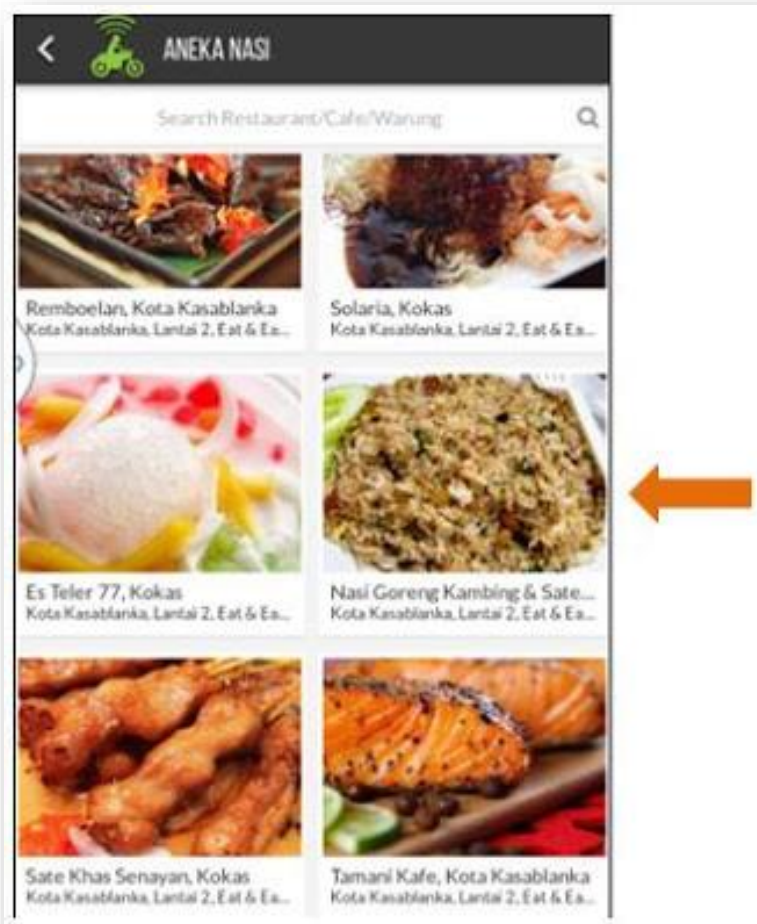 ANEKA NASI
Search Restaurant/Cafe/Warung
Remboelan, Kota Kasablanka
Kota Kasablanka, Lantai 2, Eat & Ea...
Solaria, Kokas
Kota Kasablanka, Lantai 2, Eat & Ea...
Es Teler 77, Kokas
Kota Kasablanka, Lantai 2, Eat & Ea...
Nasi Goreng Kambing & Sate...
Kota Kasablanka, Lantai 2, Eat & Ea...
Sate Khas Senayan, Kokas
Kota Kasablanka, Lantai 2, Eat & Ea...
Tamani Kafe, Kota Kasablanka
Kota Kasablanka, Lantai 2, Eat & Ea...